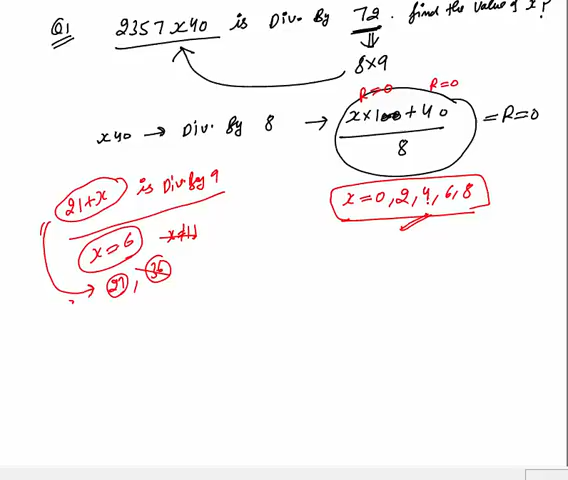 Q1 2357x40 is Div. By 72. find the value of x?
8×9
R=0 R=0
x40 → Div. By 8 → x×100+40 / 8 = R=0
21+x is Div. By 9
x=0,2,4,6,8
x=6 x≠11
27, 36